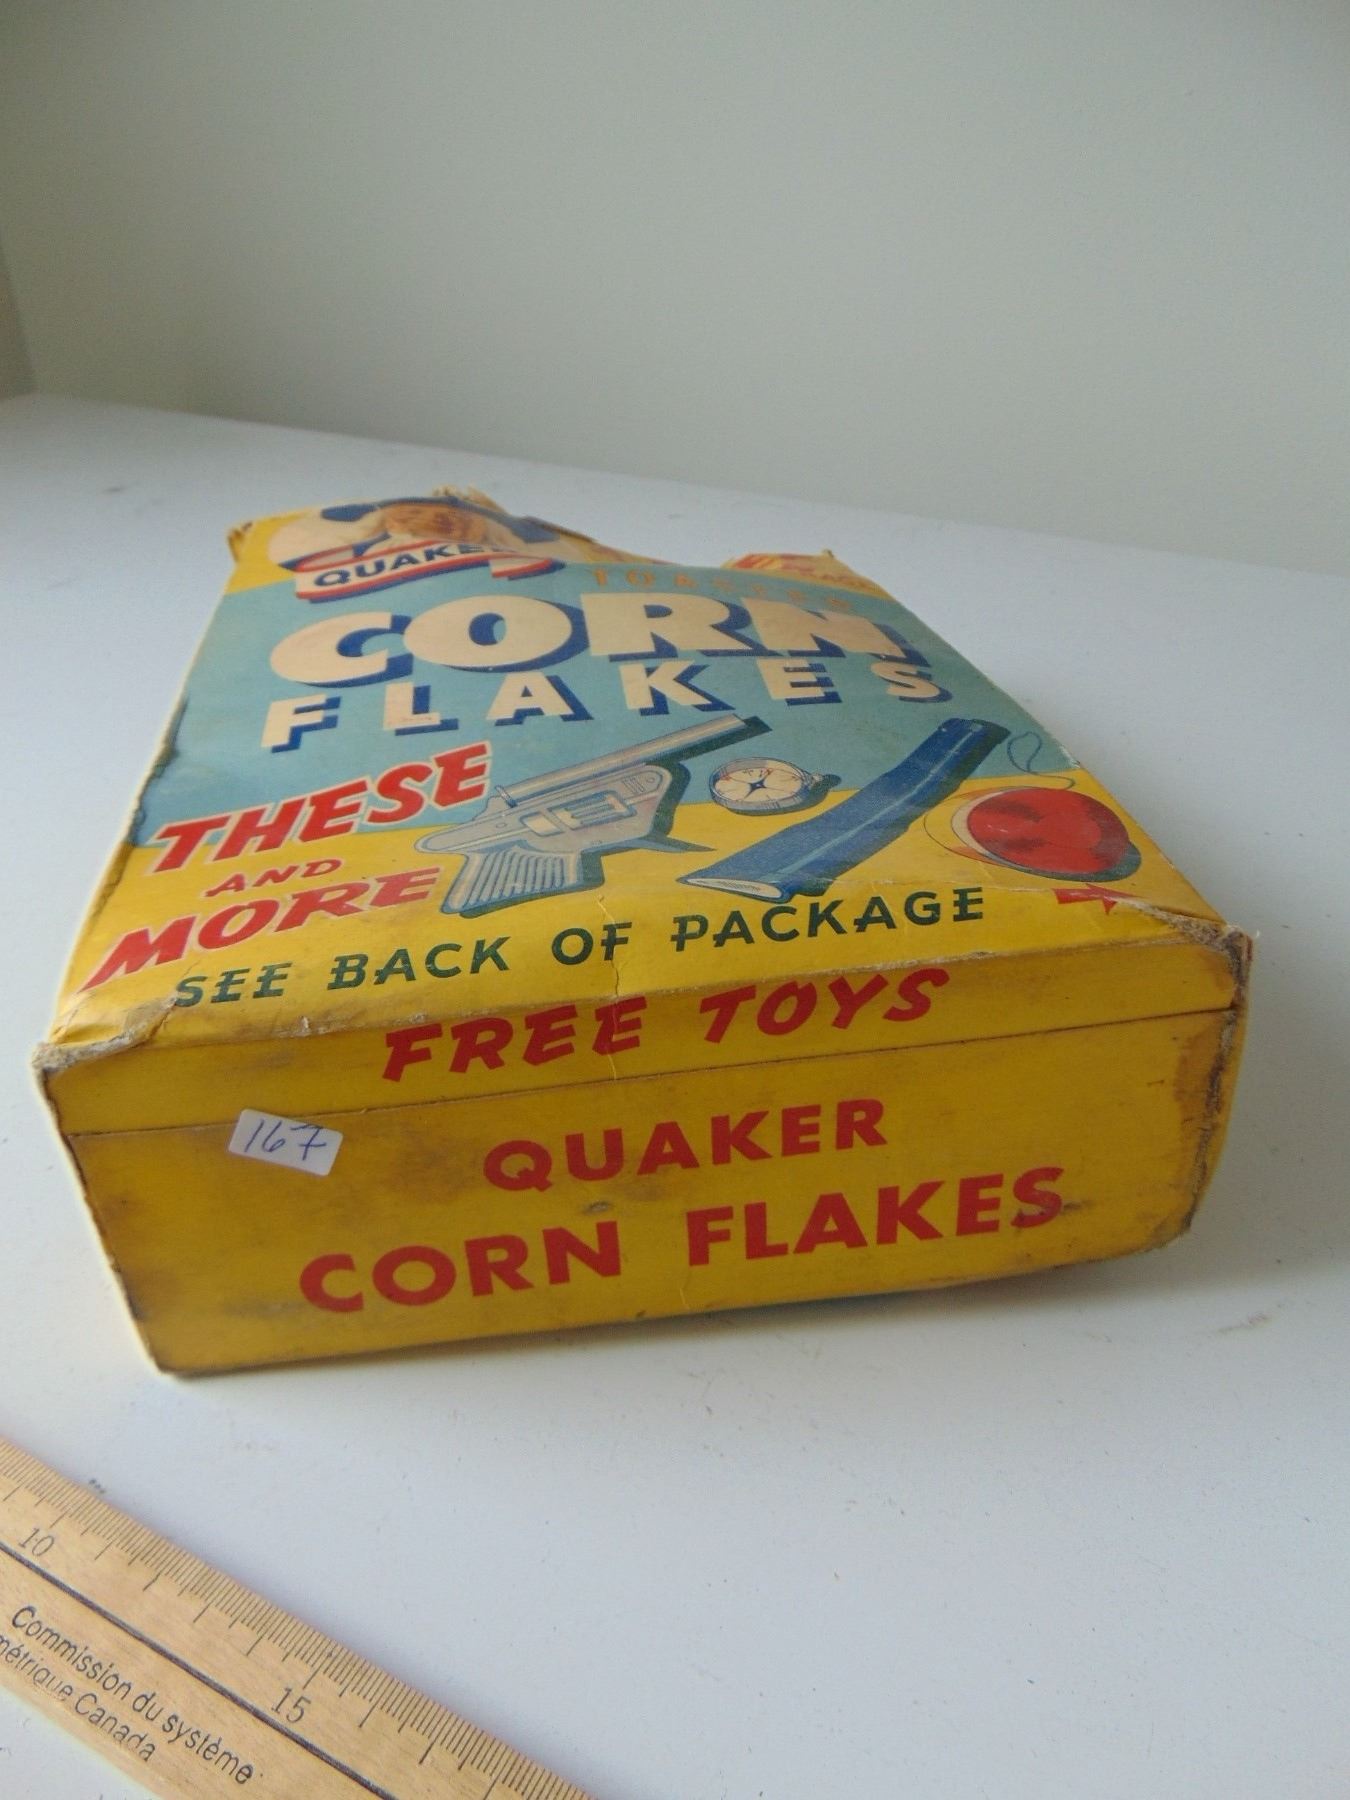 QUAKER
TOASTED
CORN
FLAKES
THESE
AND
MORE
SEE BACK OF PACKAGE
FREE TOYS
167
QUAKER
CORN FLAKES
10
15
Commission du système
métrique Canada